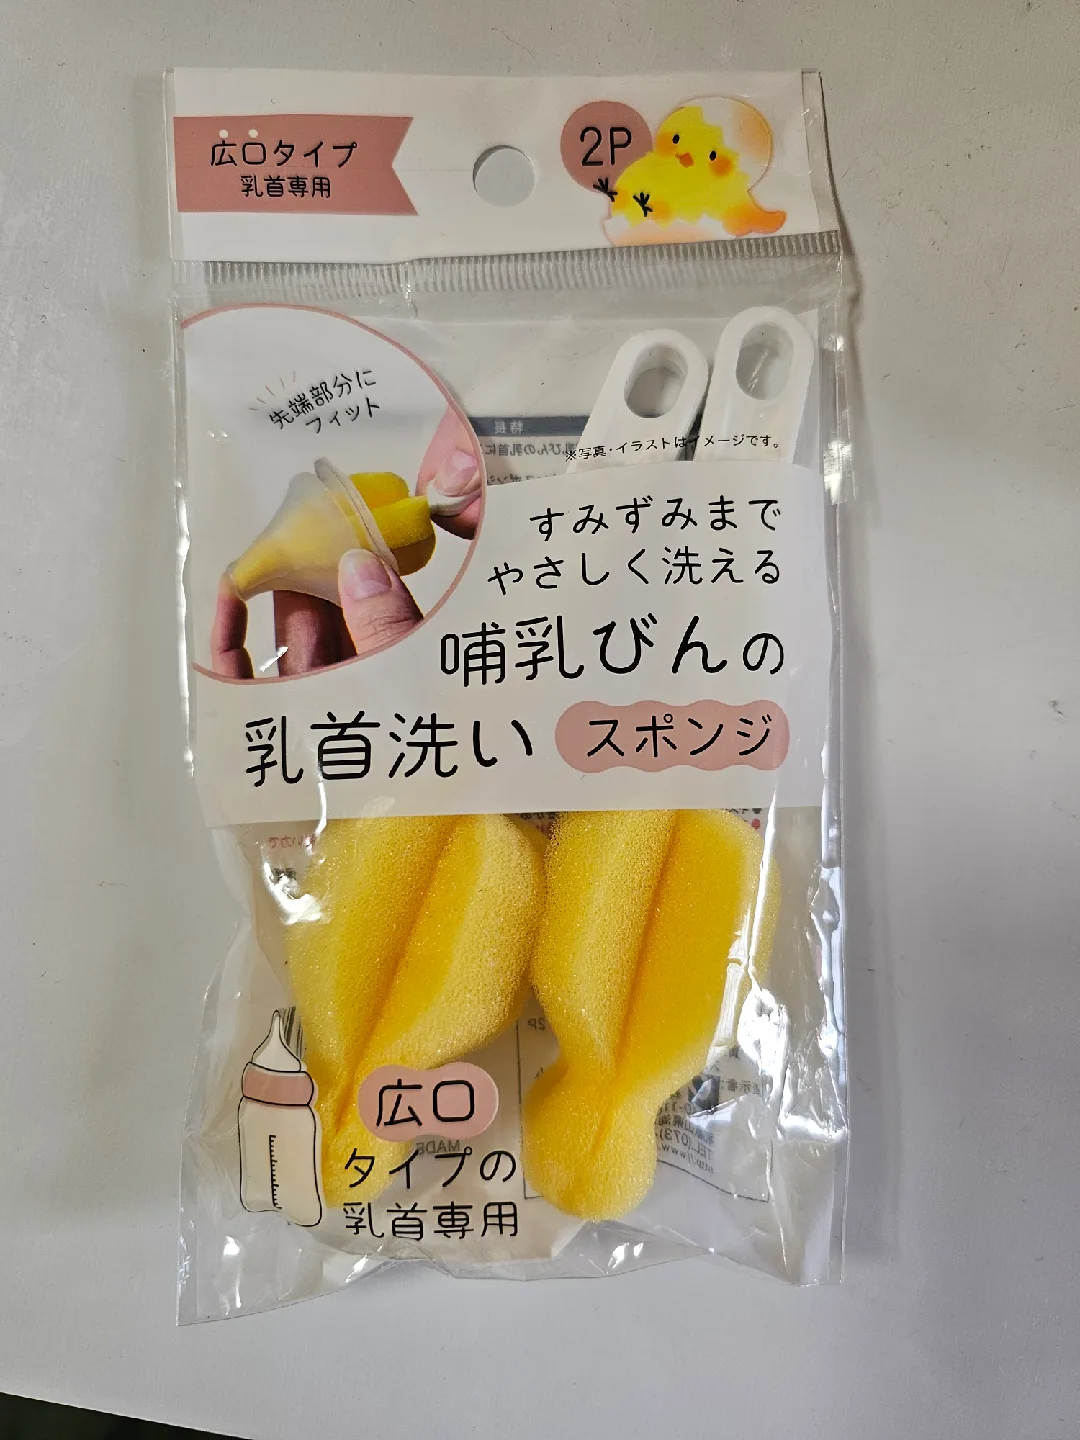 広口タイプ
乳首専用
2P
先端部分に
フィット
※写真・イラストはイメージです。
すみずみまで
やさしく洗える
哺乳びんの
乳首洗い スポンジ
広口
タイプの
乳首専用